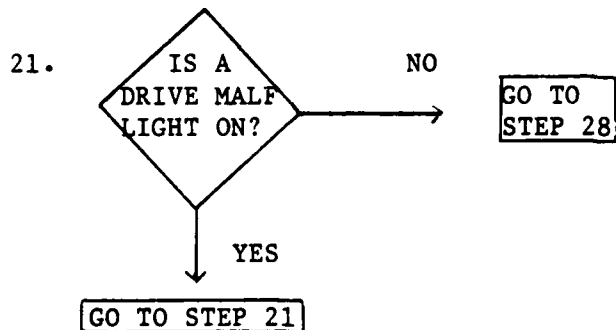 21.
IS A
DRIVE MALF
LIGHT ON?
NO
GO TO
STEP 28
YES
GO TO STEP 21